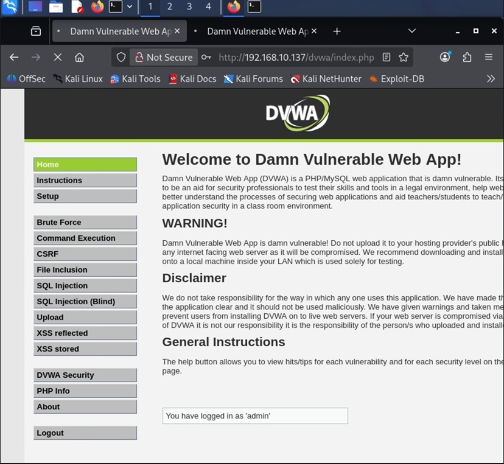 1 2 3 4
Damn Vulnerable Web Ap
Damn Vulnerable Web Ap
Not Secure
http://192.168.10.137/dvwa/index.php
OffSec
Kali Linux
Kali Tools
Kali Docs
Kali Forums
Kali NetHunter
Exploit-DB
DVWA
Home
Instructions
Setup
Brute Force
Command Execution
CSRF
File Inclusion
SQL Injection
SQL Injection (Blind)
Upload
XSS reflected
XSS stored
DVWA Security
PHP Info
About
Logout
Welcome to Damn Vulnerable Web App!
Damn Vulnerable Web App (DVWA) is a PHP/MySQL web application that is damn vulnerable. Its
to be an aid for security professionals to test their skills and tools in a legal environment, help web
better understand the processes of securing web applications and aid teachers/students to teach/
application security in a class room environment.
WARNING!
Damn Vulnerable Web App is damn vulnerable! Do not upload it to your hosting provider's public
any internet facing web server as it will be compromised. We recommend downloading and install
onto a local machine inside your LAN which is used solely for testing.
Disclaimer
We do not take responsibility for the way in which any one uses this application. We have made th
the application clear and it should not be used maliciously. We have given warnings and taken me
prevent users from installing DVWA on to live web servers. If your web server is compromised via
of DVWA it is not our responsibility it is the responsibility of the person/s who uploaded and install
General Instructions
The help button allows you to view hits/tips for each vulnerability and for each security level on the
page.
You have logged in as 'admin'